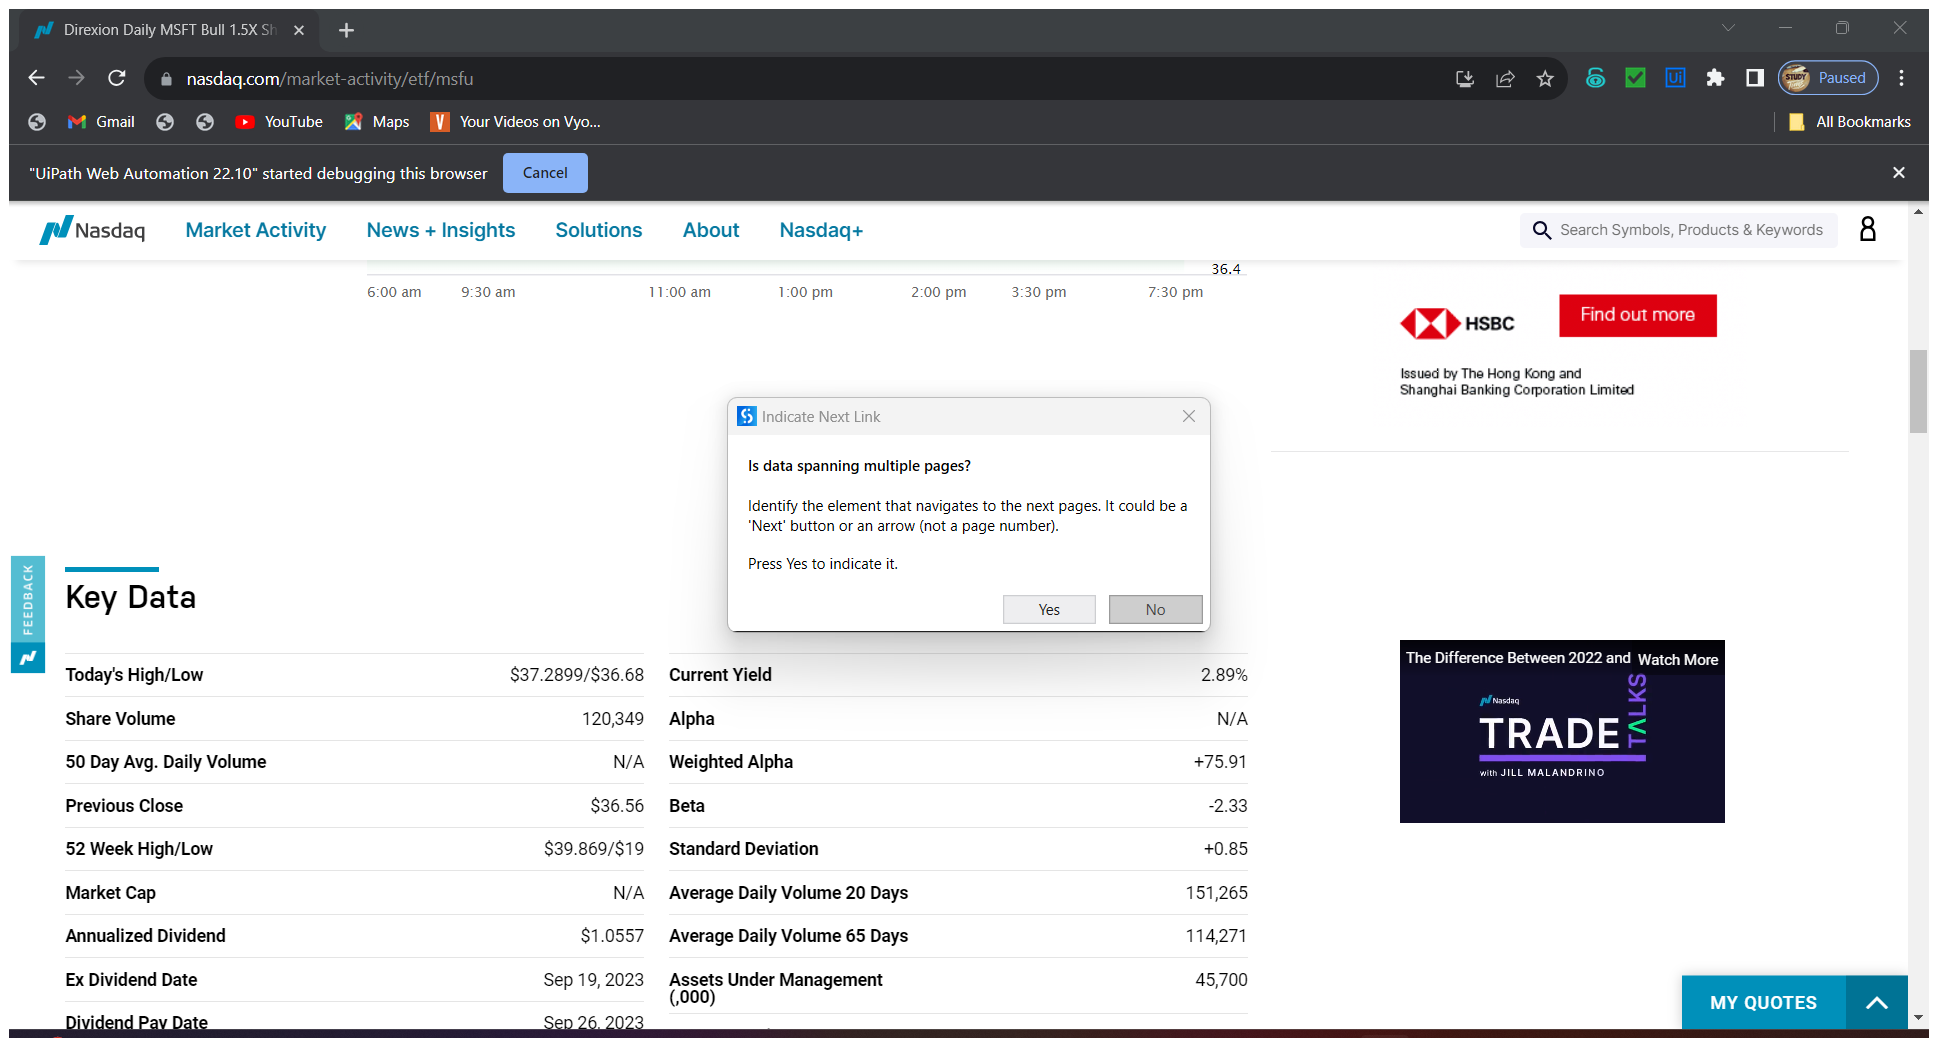 Direxion Daily MSFT Bull 1.5X Sh
nasdaq.com/market-activity/etf/msfu
Ui
STUDY
Paused
Gmail
YouTube
Maps
V
Your Videos on Vyo...
All Bookmarks
"UiPath Web Automation 22.10" started debugging this browser
Cancel
Nasdaq
Market Activity
News + Insights
Solutions
About
Nasdaq+
Search Symbols, Products & Keywords
36.4
6:00 am 9:30 am 11:00 am 1:00 pm 2:00 pm 3:30 pm 7:30 pm
HSBC
Find out more
Issued by The Hong Kong and
Shanghai Banking Corporation Limited
Indicate Next Link
Is data spanning multiple pages?
Identify the element that navigates to the next pages. It could be a
'Next' button or an arrow (not a page number).
Press Yes to indicate it.
Yes
No
FEEDBACK
Key Data
Today's High/Low $37.2899/$36.68
Share Volume 120,349
50 Day Avg. Daily Volume N/A
Previous Close $36.56
52 Week High/Low $39.869/$19
Market Cap N/A
Annualized Dividend $1.0557
Ex Dividend Date Sep 19, 2023
Dividend Pay Date Sep 26, 2023
Current Yield 2.89%
Alpha N/A
Weighted Alpha +75.91
Beta -2.33
Standard Deviation +0.85
Average Daily Volume 20 Days 151,265
Average Daily Volume 65 Days 114,271
Assets Under Management 45,700
(,000)
The Difference Between 2022 and
Watch More
Nasdaq
TRADE
TALKS
with JILL MALANDRINO
MY QUOTES